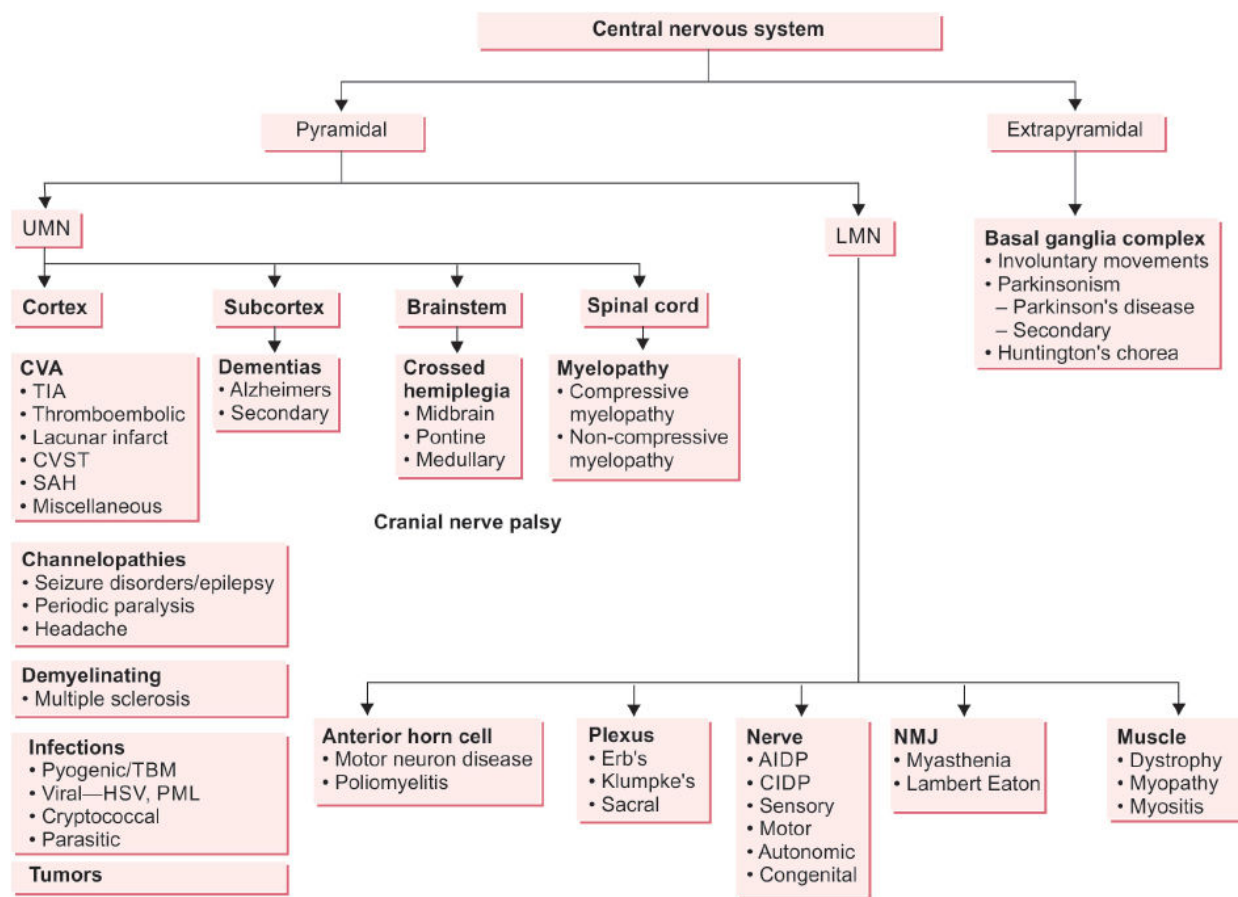 Central nervous system
Pyramidal
Extrapyramidal
UMN
LMN
Basal ganglia complex
• Involuntary movements
• Parkinsonism
– Parkinson's disease
– Secondary
• Huntington's chorea
Cortex
Subcortex
Brainstem
Spinal cord
CVA
• TIA
• Thromboembolic
• Lacunar infarct
• CVST
• SAH
• Miscellaneous
Dementias
• Alzheimers
• Secondary
Crossed
hemiplegia
• Midbrain
• Pontine
• Medullary
Myelopathy
• Compressive
myelopathy
• Non-compressive
myelopathy
Cranial nerve palsy
Channelopathies
• Seizure disorders/epilepsy
• Periodic paralysis
• Headache
Demyelinating
• Multiple sclerosis
Infections
• Pyogenic/TBM
• Viral—HSV, PML
• Cryptococcal
• Parasitic
Tumors
Anterior horn cell
• Motor neuron disease
• Poliomyelitis
Plexus
• Erb's
• Klumpke's
• Sacral
Nerve
• AIDP
• CIDP
• Sensory
• Motor
• Autonomic
• Congenital
NMJ
• Myasthenia
• Lambert Eaton
Muscle
• Dystrophy
• Myopathy
• Myositis